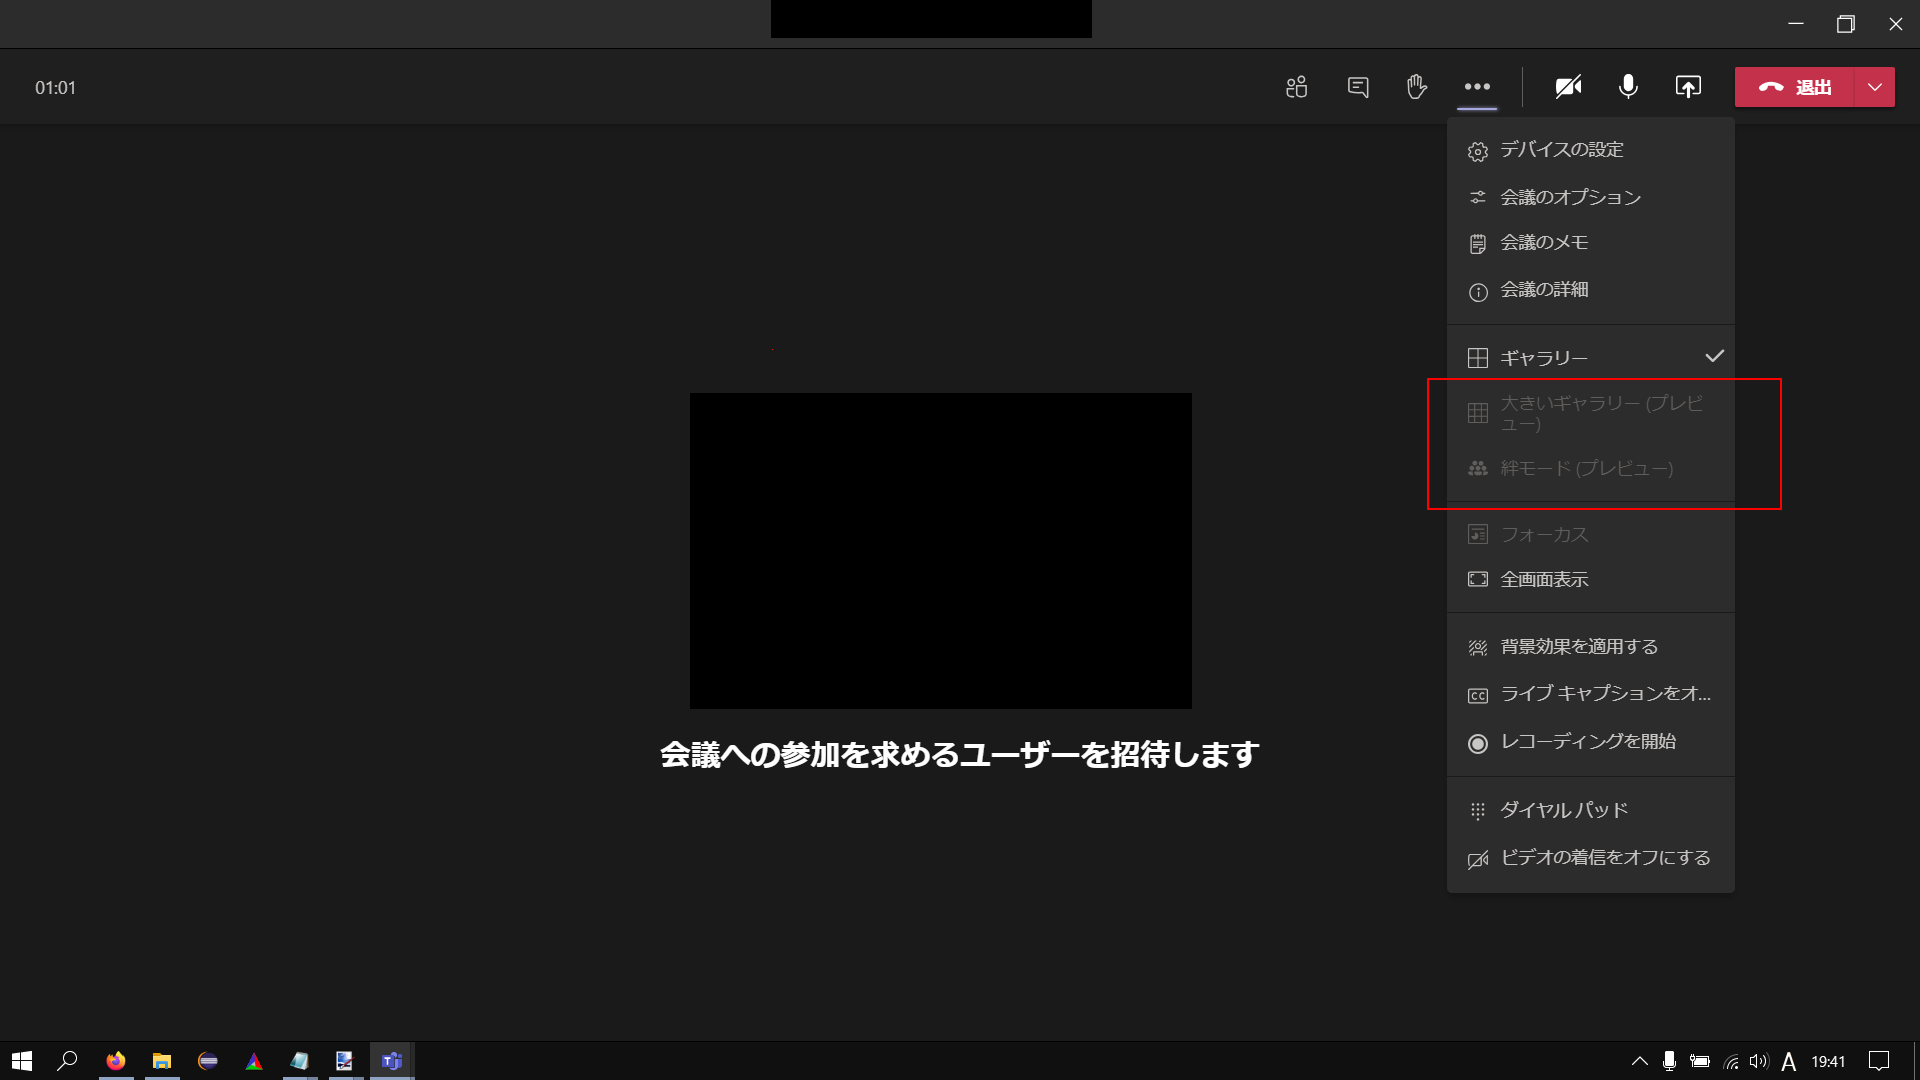 01:01
退出
デバイスの設定
会議のオプション
会議のメモ
会議の詳細
ギャラリー
大きいギャラリー (プレビ
ュー)
絆モード (プレビュー)
フォーカス
全画面表示
背景効果を適用する
CC ライブ キャプションをオ...
レコーディングを開始
ダイヤル パッド
ビデオの着信をオフにする
会議への参加を求めるユーザーを招待します
A 19:41